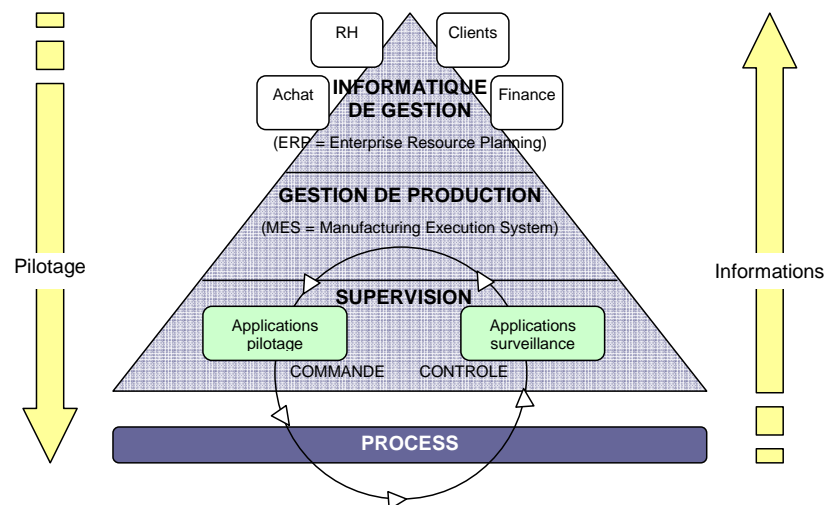 RH
Clients
Achat
Finance
INFORMATIQUE
DE GESTION
(ERP = Enterprise Resource Planning)
GESTION DE PRODUCTION
(MES = Manufacturing Execution System)
Pilotage
Informations
SUPERVISION
Applications
pilotage
Applications
surveillance
COMMANDE
CONTROLE
PROCESS